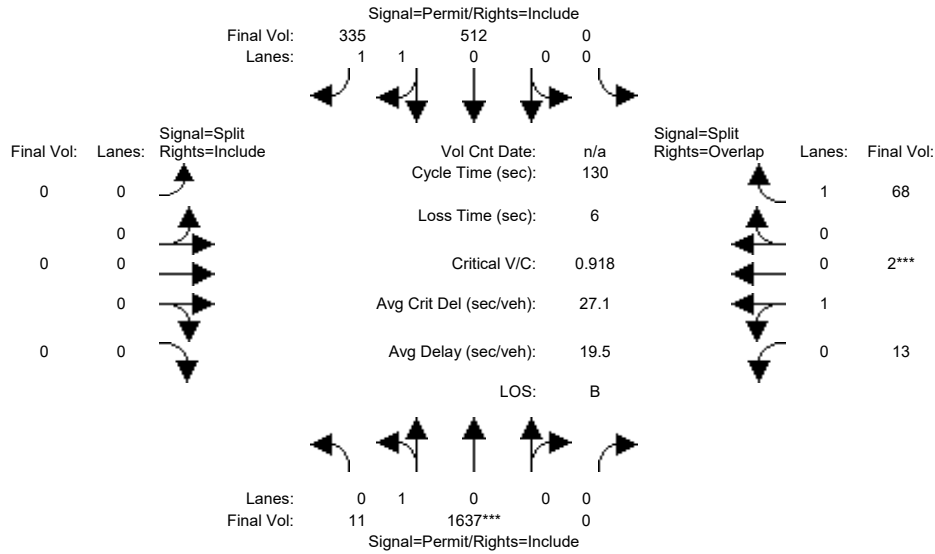 Signal=Permit/Rights=Include
Final Vol: 335 512 0
Lanes: 1 1 0 0 0
Signal=Split
Final Vol: Lanes: Rights=Include
Vol Cnt Date: n/a
Signal=Split
Rights=Overlap Lanes: Final Vol:
Cycle Time (sec): 130
0 0
1 68
Loss Time (sec): 6
0
0
0 0
Critical V/C: 0.918
0 2***
0
Avg Crit Del (sec/veh): 27.1
1
0 0
Avg Delay (sec/veh): 19.5
0 13
LOS: B
Lanes: 0 1 0 0 0
Final Vol: 11 1637*** 0
Signal=Permit/Rights=Include